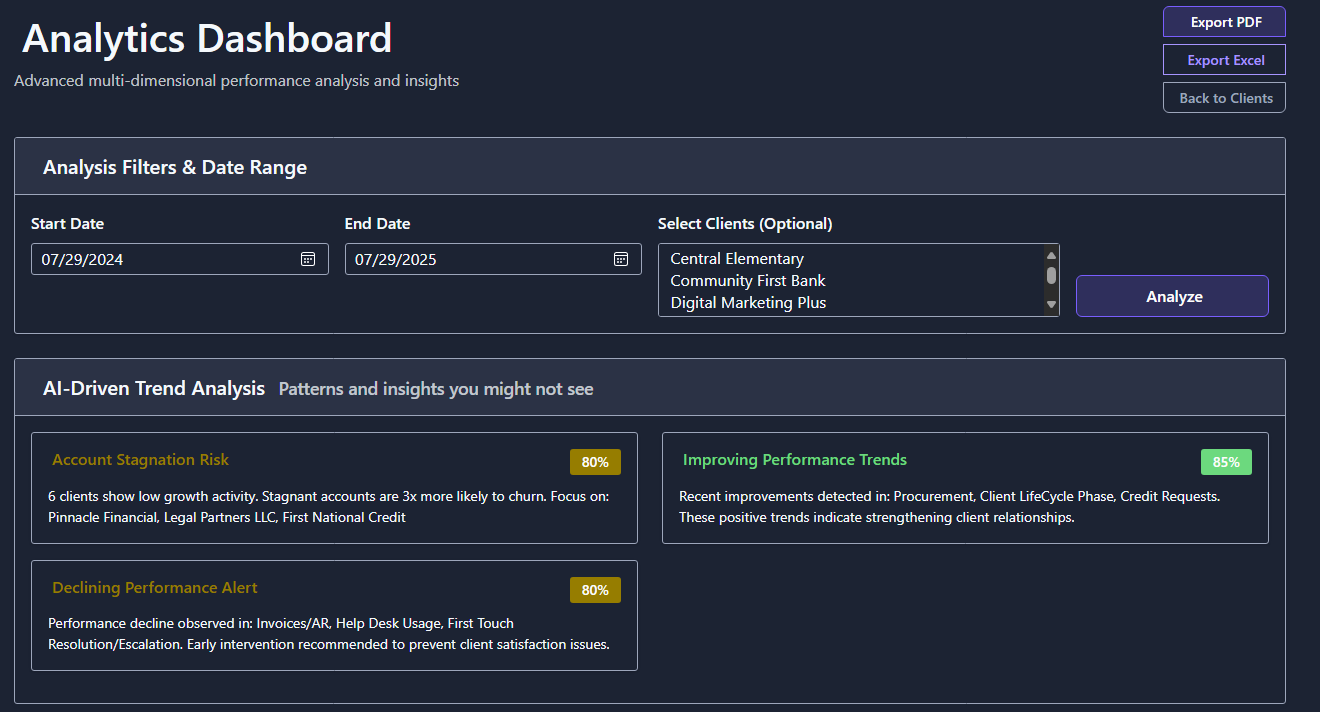 Analytics Dashboard
Advanced multi-dimensional performance analysis and insights
Export PDF
Export Excel
Back to Clients
Analysis Filters & Date Range
Start Date
07/29/2024
End Date
07/29/2025
Select Clients (Optional)
Central Elementary
Community First Bank
Digital Marketing Plus
Analyze
AI-Driven Trend Analysis Patterns and insights you might not see
Account Stagnation Risk
80%
6 clients show low growth activity. Stagnant accounts are 3x more likely to churn. Focus on:
Pinnacle Financial, Legal Partners LLC, First National Credit
Improving Performance Trends
85%
Recent improvements detected in: Procurement, Client LifeCycle Phase, Credit Requests.
These positive trends indicate strengthening client relationships.
Declining Performance Alert
80%
Performance decline observed in: Invoices/AR, Help Desk Usage, First Touch
Resolution/Escalation. Early intervention recommended to prevent client satisfaction issues.